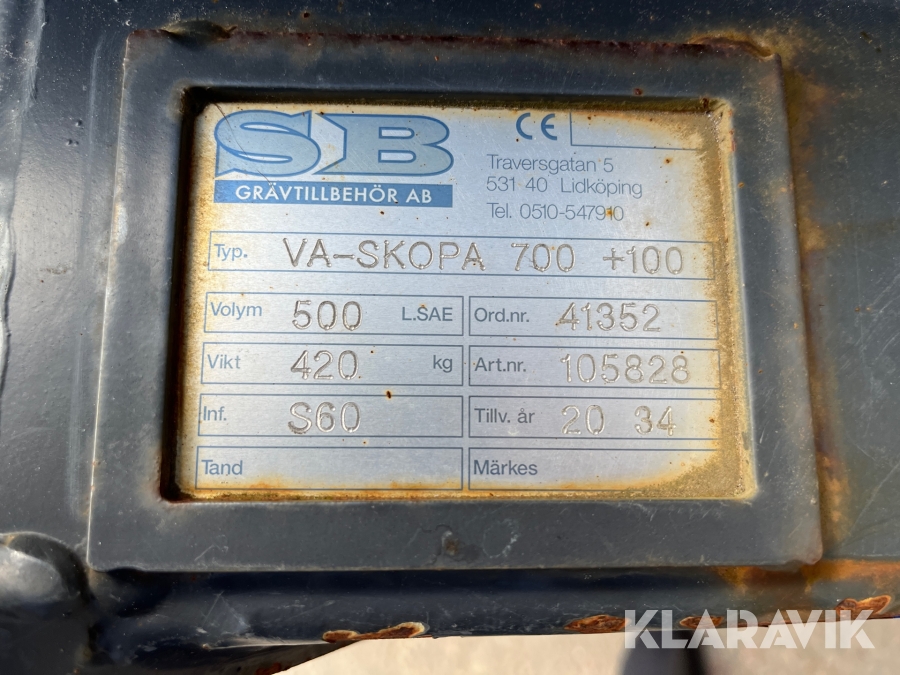 SB
GRÄVTILLBEHÖR AB
CE
Traversgatan 5
531 40 Lidköping
Tel. 0510-547910
Typ. VA-SKOPA 700 +100
Volym 500 L.SAE Ord.nr. 41352
Vikt 420 kg Art.nr. 105828
Inf. S60 Tillv. år 20 34
Tand Märkes
KLARAVIK